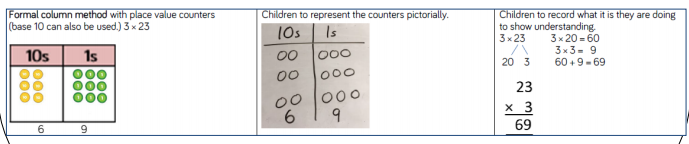 Formal column method with place value counters
(base 10 can also be used.) 3 × 23
10s 1s
6 9
Children to represent the counters pictorially.
10s 1s
6 9
Children to record what it is they are doing
to show understanding.
3 × 23 3 × 20 = 60
3 × 3 = 9
20 3 60 + 9 = 69
23
× 3
69